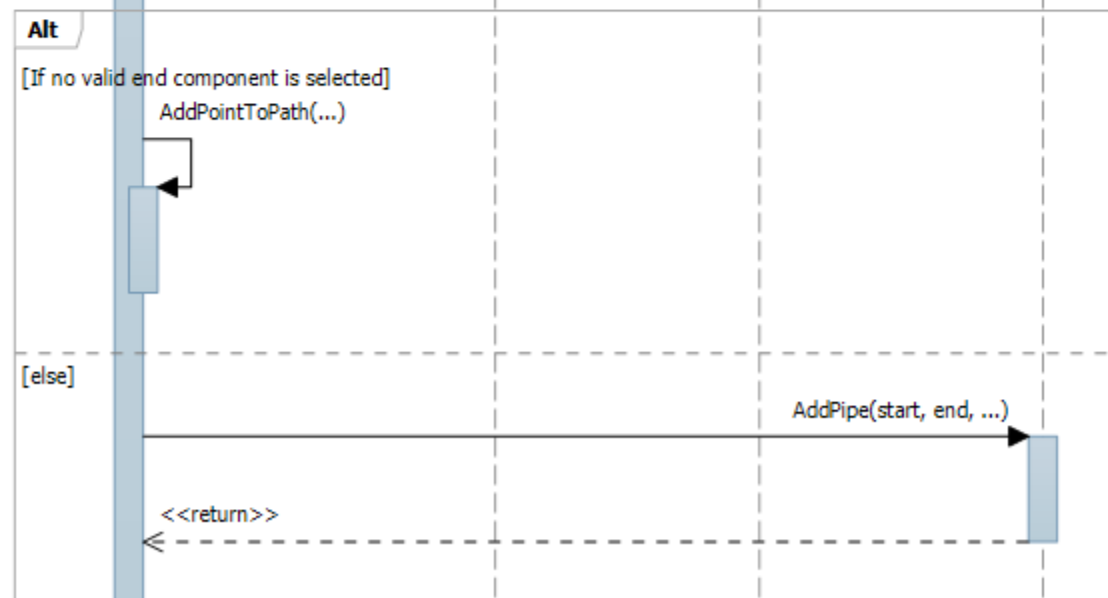 Alt
[If no valid end component is selected]
AddPointToPath(...)
[else]
AddPipe(start, end, ...)
<<return>>